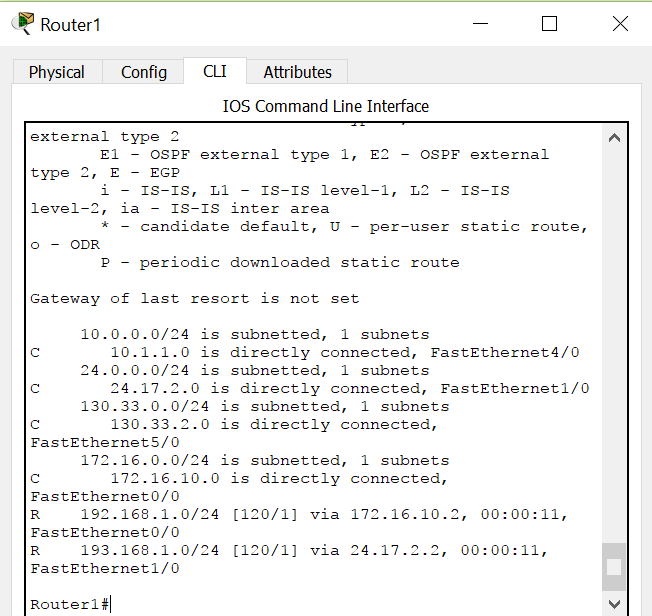 Router1
Physical Config CLI Attributes
IOS Command Line Interface
external type 2
E1 - OSPF external type 1, E2 - OSPF external
type 2, E - EGP
i - IS-IS, L1 - IS-IS level-1, L2 - IS-IS
level-2, ia - IS-IS inter area
* - candidate default, U - per-user static route,
o - ODR
P - periodic downloaded static route
Gateway of last resort is not set
10.0.0.0/24 is subnetted, 1 subnets
C 10.1.1.0 is directly connected, FastEthernet4/0
24.0.0.0/24 is subnetted, 1 subnets
C 24.17.2.0 is directly connected, FastEthernet1/0
130.33.0.0/24 is subnetted, 1 subnets
C 130.33.2.0 is directly connected,
FastEthernet5/0
172.16.0.0/24 is subnetted, 1 subnets
C 172.16.10.0 is directly connected,
FastEthernet0/0
R 192.168.1.0/24 [120/1] via 172.16.10.2, 00:00:11,
FastEthernet0/0
R 193.168.1.0/24 [120/1] via 24.17.2.2, 00:00:11,
FastEthernet1/0
Router1#